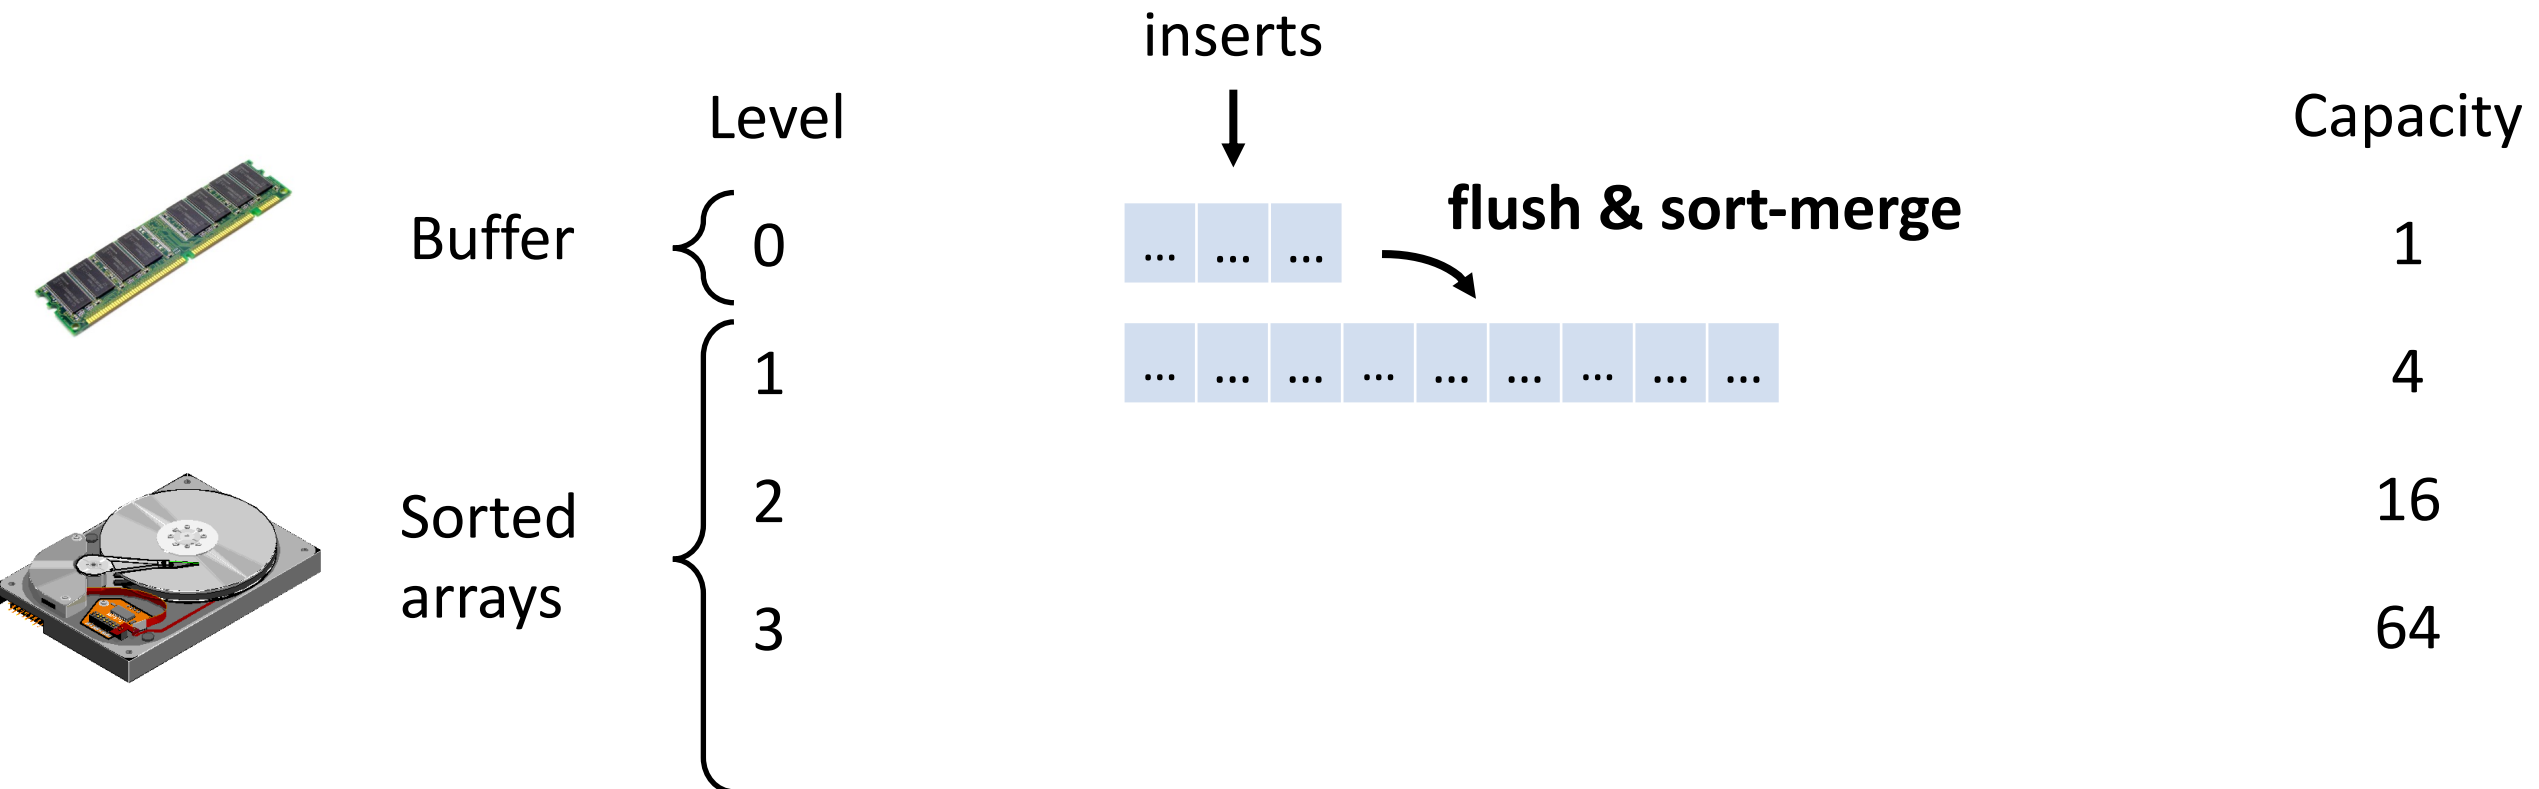 inserts
Level
Capacity
Buffer
0
... ... ...
flush & sort-merge
1
1
... ... ... ... ... ... ... ... ...
4
Sorted
arrays
2
16
3
64